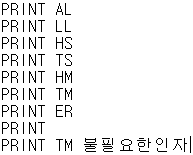 PRINT AL
PRINT LL
PRINT HS
PRINT TS
PRINT HM
PRINT TM
PRINT ER
PRINT
PRINT TM 불필요한인자